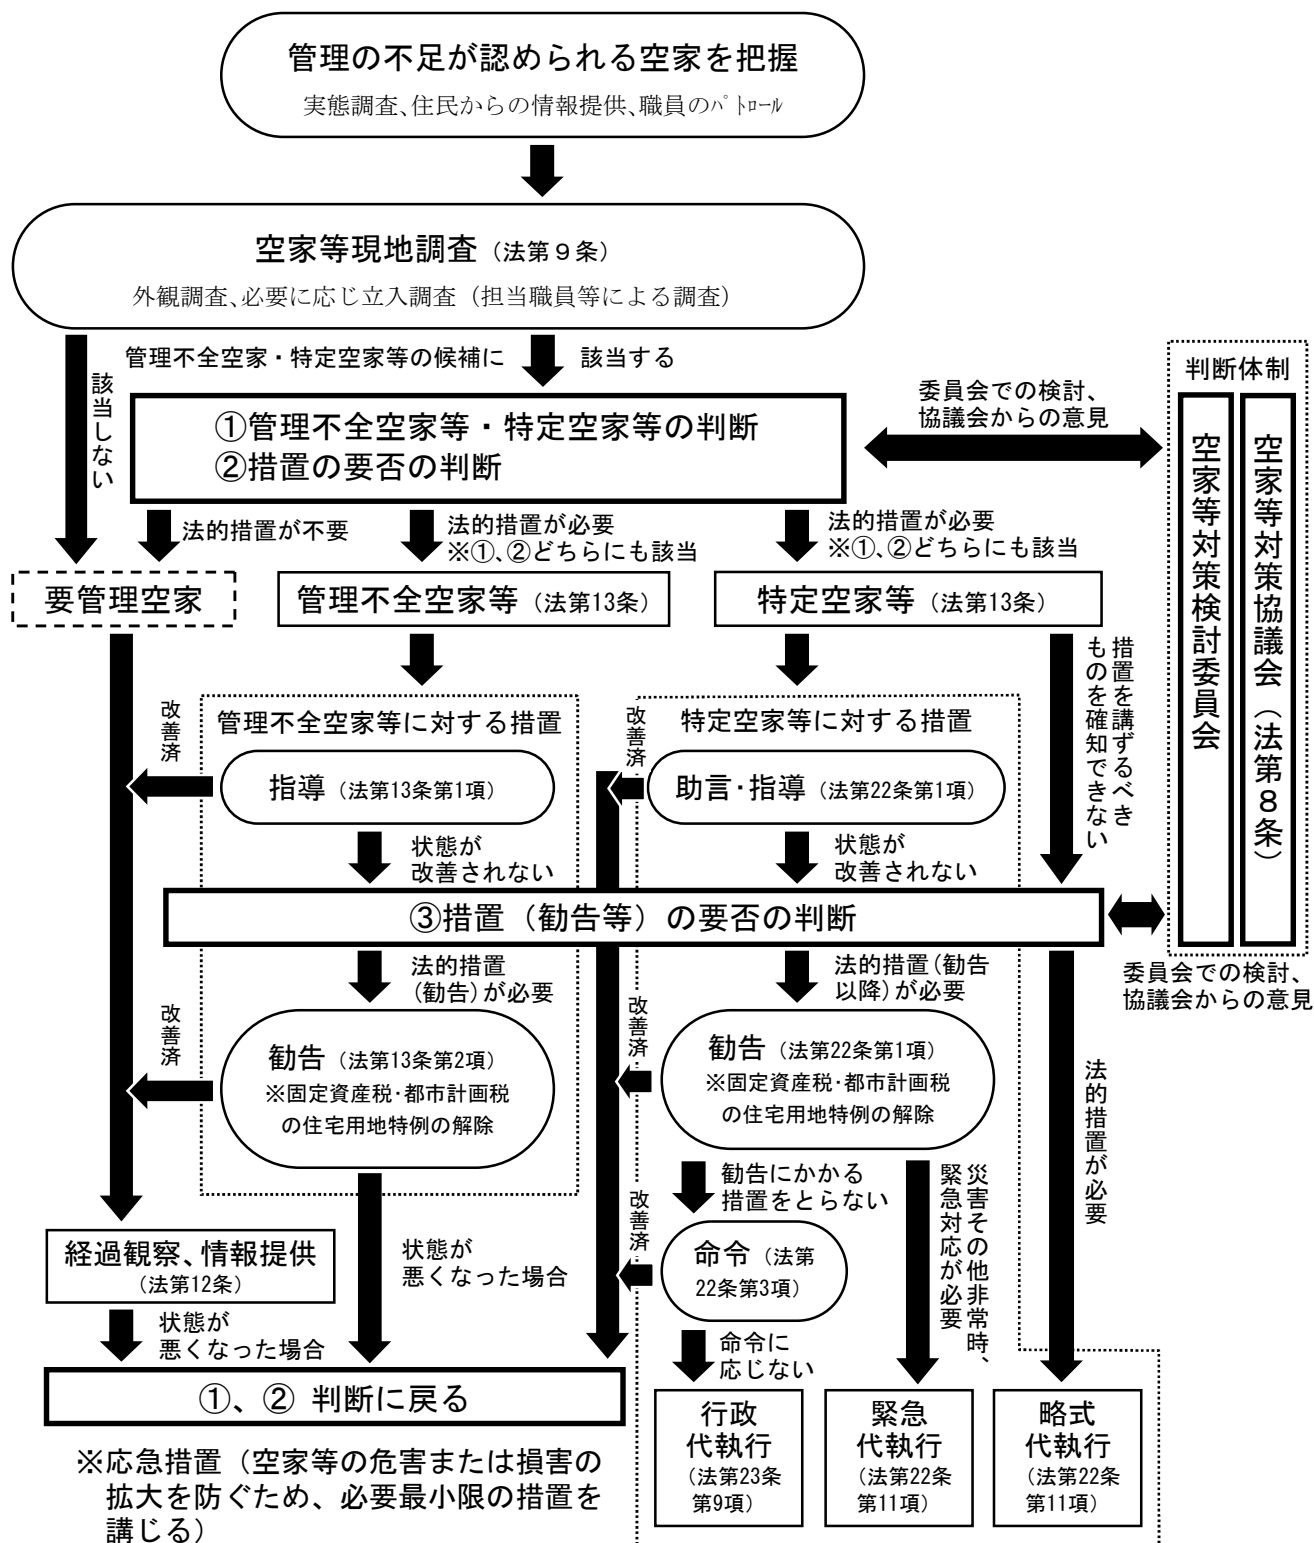 管理の不足が認められる空家を把握
実態調査、住民からの情報提供、職員のﾊﾟﾄﾛｰﾙ
空家等現地調査（法第９条）
外観調査、必要に応じ立入調査（担当職員等による調査）
管理不全空家・特定空家等の候補に 該当する
該当しない
①管理不全空家等・特定空家等の判断
②措置の要否の判断
委員会での検討、
協議会からの意見
判断体制
空家等対策検討委員会
空家等対策協議会（法第８条）
法的措置が不要
法的措置が必要
※①、②どちらにも該当
法的措置が必要
※①、②どちらにも該当
要管理空家
管理不全空家等（法第13条）
特定空家等（法第13条）
措置を講ずるべき
ものを確知できない
改善済
管理不全空家等に対する措置
改善済
特定空家等に対する措置
指導（法第13条第1項）
助言･指導（法第22条第1項）
状態が
改善されない
状態が
改善されない
③措置（勧告等）の要否の判断
委員会での検討、
協議会からの意見
法的措置
(勧告)が必要
法的措置(勧告
以降)が必要
改善済
勧告（法第13条第2項）
※固定資産税･都市計画税
の住宅用地特例の解除
改善済
勧告（法第22条第1項）
※固定資産税･都市計画税
の住宅用地特例の解除
法的措置が必要
勧告にかかる
措置をとらない
災害その他非常時、
緊急対応が必要
改善済
命令（法第
22条第3項）
経過観察、情報提供
（法第12条）
状態が
悪くなった場合
状態が
悪くなった場合
命令に
応じない
①、② 判断に戻る
行政
代執行
（法第23条
第9項）
緊急
代執行
（法第22条
第11項）
略式
代執行
（法第22条
第11項）
※応急措置（空家等の危害または損害の
拡大を防ぐため、必要最小限の措置を
講じる）